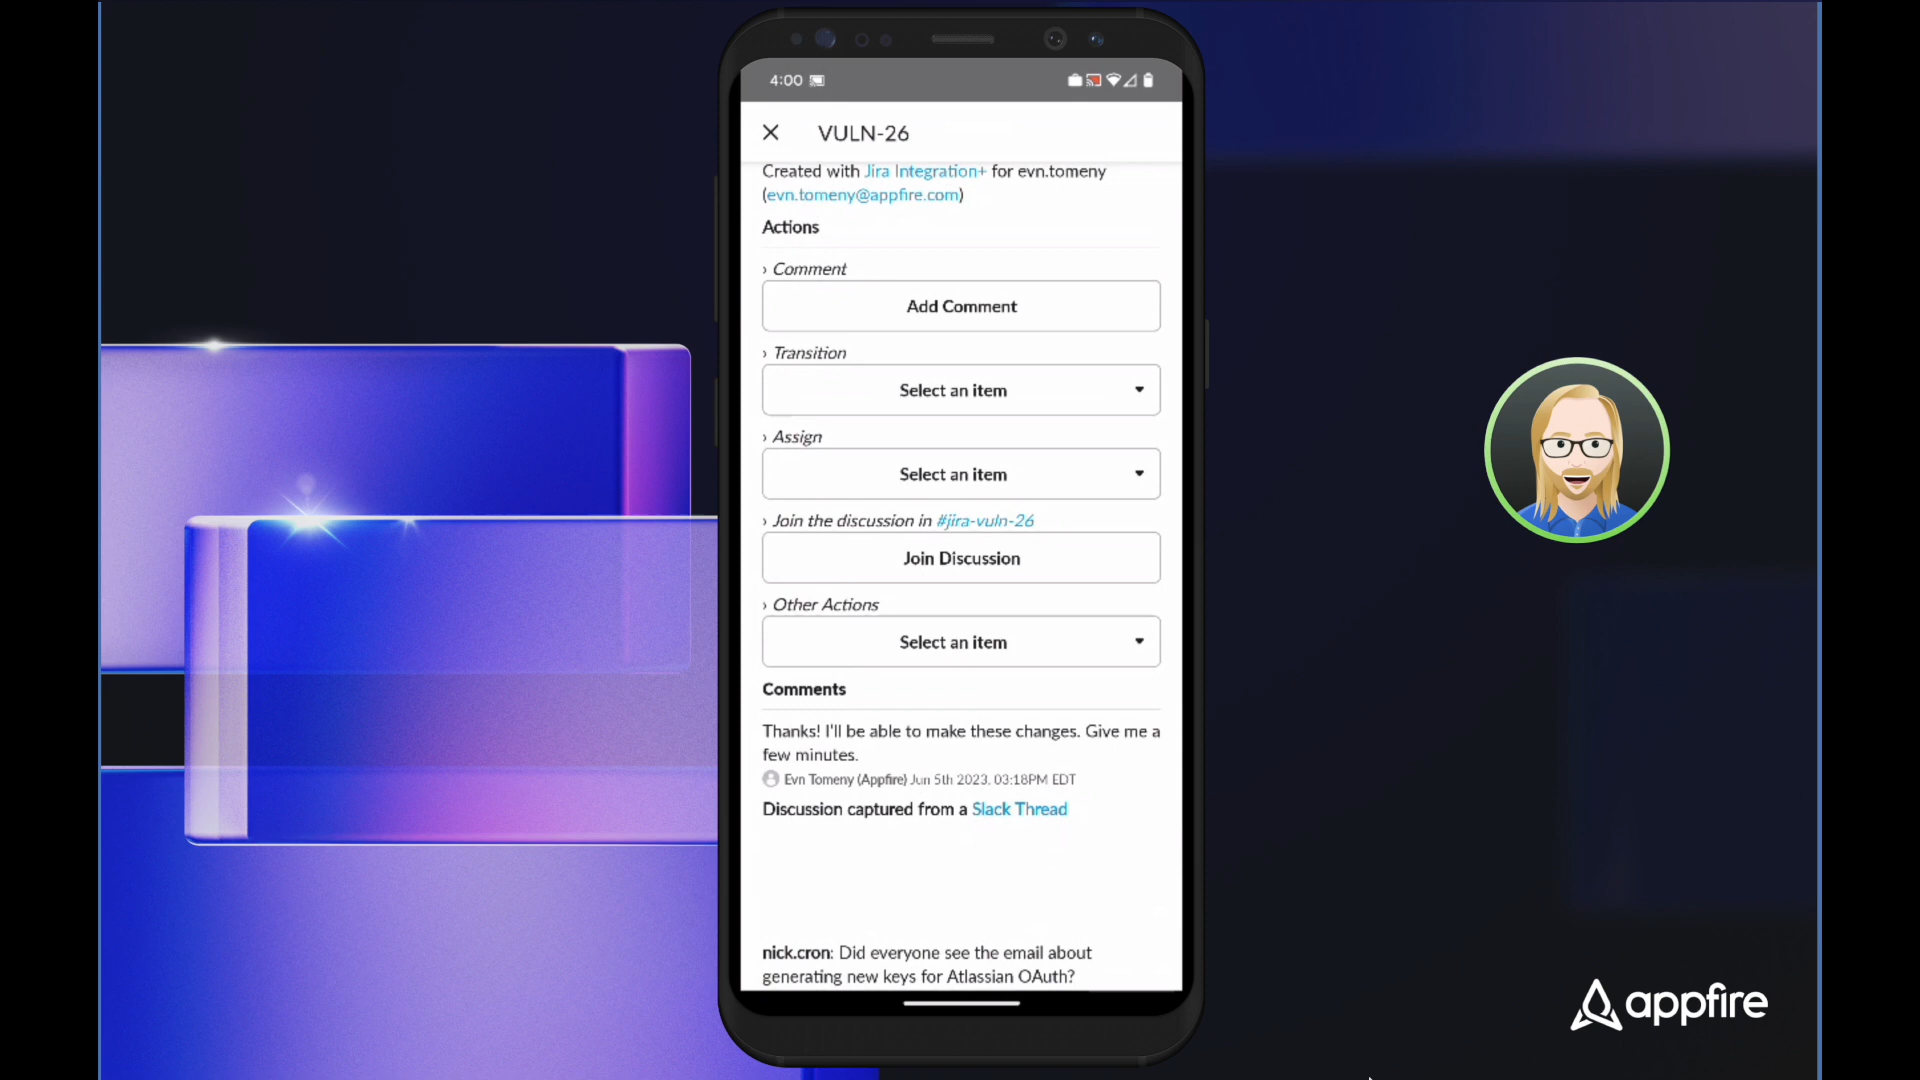 4:00
VULN-26
Created with Jira Integration+ for evn.tomeny
(evn.tomeny@appfire.com)
Actions
› Comment
Add Comment
› Transition
Select an item
› Assign
Select an item
› Join the discussion in #jira-vuln-26
Join Discussion
› Other Actions
Select an item
Comments
Thanks! I'll be able to make these changes. Give me a
few minutes.
Evn Tomeny (Appfire) Jun 5th 2023. 03:18PM EDT
Discussion captured from a Slack Thread
nick.cron: Did everyone see the email about
generating new keys for Atlassian OAuth?
appfire